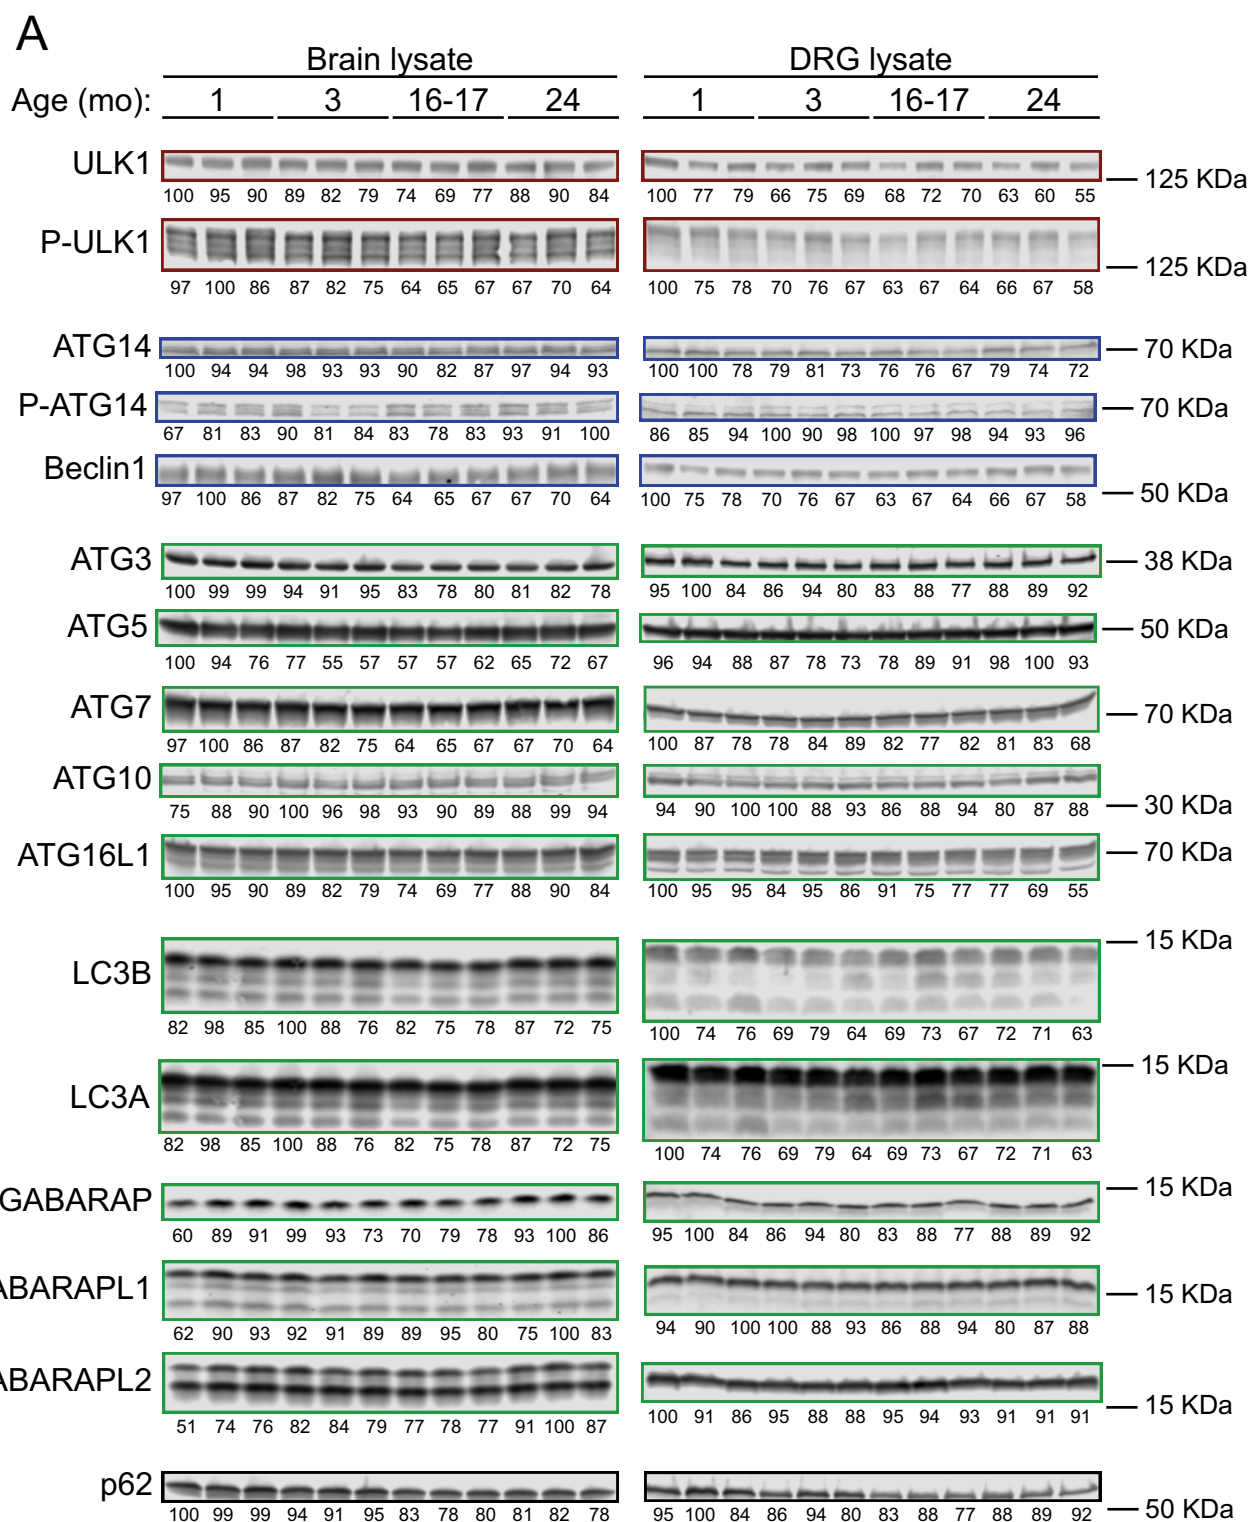 A
Brain lysate DRG lysate
Age (mo): 1 3 16-17 24 1 3 16-17 24
ULK1 125 KDa
100 95 90 89 82 79 74 69 77 88 90 84 100 77 79 66 75 69 68 72 70 63 60 55
P-ULK1 125 KDa
97 100 86 87 82 75 64 65 67 67 70 64 100 75 78 70 76 67 63 67 64 66 67 58
ATG14 70 KDa
100 94 94 98 93 93 90 82 87 97 94 93 100 100 78 79 81 73 76 76 67 79 74 72
P-ATG14 70 KDa
67 81 83 90 81 84 83 78 83 93 91 100 86 85 94 100 90 98 100 97 98 94 93 96
Beclin1 50 KDa
97 100 86 87 82 75 64 65 67 67 70 64 100 75 78 70 76 67 63 67 64 66 67 58
ATG3 38 KDa
100 99 99 94 91 95 83 78 80 81 82 78 95 100 84 86 94 80 83 88 77 88 89 92
ATG5 50 KDa
100 94 76 77 55 57 57 57 62 65 72 67 96 94 88 87 78 73 78 89 91 98 100 93
ATG7 70 KDa
97 100 86 87 82 75 64 65 67 67 70 64 100 87 78 78 84 89 82 77 82 81 83 68
ATG10 30 KDa
75 88 90 100 96 98 93 90 89 88 99 94 94 90 100 100 88 93 86 88 94 80 87 88
ATG16L1 70 KDa
100 95 90 89 82 79 74 69 77 88 90 84 100 95 95 84 95 86 91 75 77 77 69 55
LC3B 15 KDa
82 98 85 100 88 76 82 75 78 87 72 75 100 74 76 69 79 64 69 73 67 72 71 63
LC3A 15 KDa
82 98 85 100 88 76 82 75 78 87 72 75 100 74 76 69 79 64 69 73 67 72 71 63
GABARAP 15 KDa
60 89 91 99 93 73 70 79 78 93 100 86 95 100 84 86 94 80 83 88 77 88 89 92
ABARAPL1 15 KDa
62 90 93 92 91 89 89 95 80 75 100 83 94 90 100 100 88 93 86 88 94 80 87 88
ABARAPL2 15 KDa
51 74 76 82 84 79 77 78 77 91 100 87 100 91 86 95 88 88 95 94 93 91 91 91
p62 50 KDa
100 99 99 94 91 95 83 78 80 81 82 78 95 100 84 86 94 80 83 88 77 88 89 92